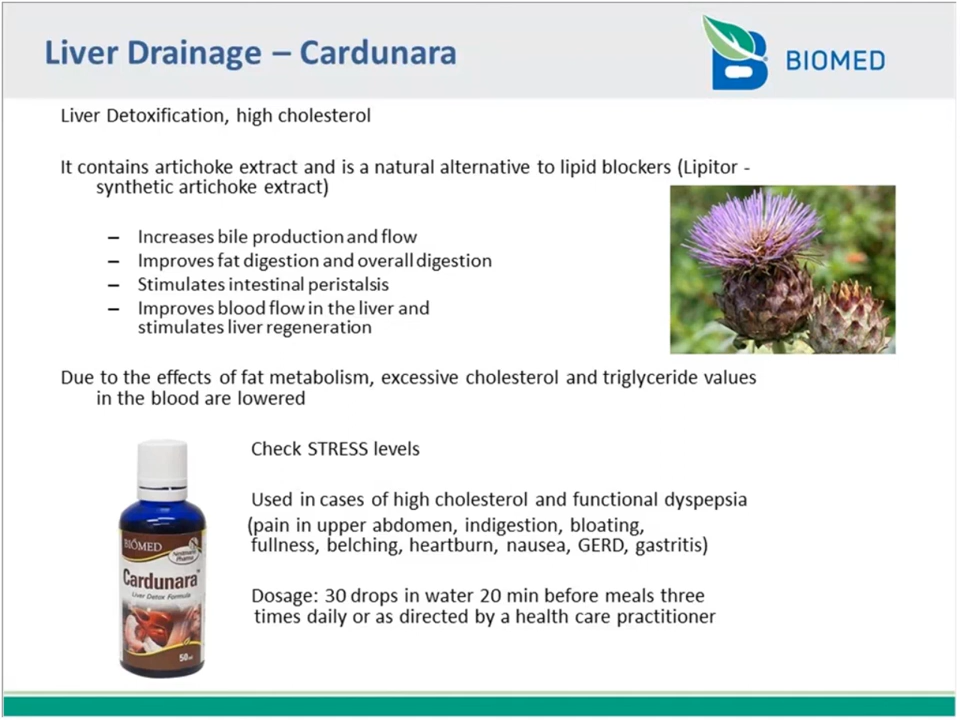 Liver Drainage – Cardunara
BIOMED
Liver Detoxification, high cholesterol
It contains artichoke extract and is a natural alternative to lipid blockers (Lipitor -
synthetic artichoke extract)
– Increases bile production and flow
– Improves fat digestion and overall digestion
– Stimulates intestinal peristalsis
– Improves blood flow in the liver and
stimulates liver regeneration
Due to the effects of fat metabolism, excessive cholesterol and triglyceride values
in the blood are lowered
Check STRESS levels
Used in cases of high cholesterol and functional dyspepsia
(pain in upper abdomen, indigestion, bloating,
fullness, belching, heartburn, nausea, GERD, gastritis)
Dosage: 30 drops in water 20 min before meals three
times daily or as directed by a health care practitioner
BIOMED
Nestmann
Pharma
Cardunara™
Liver Detox Formula
50 ml